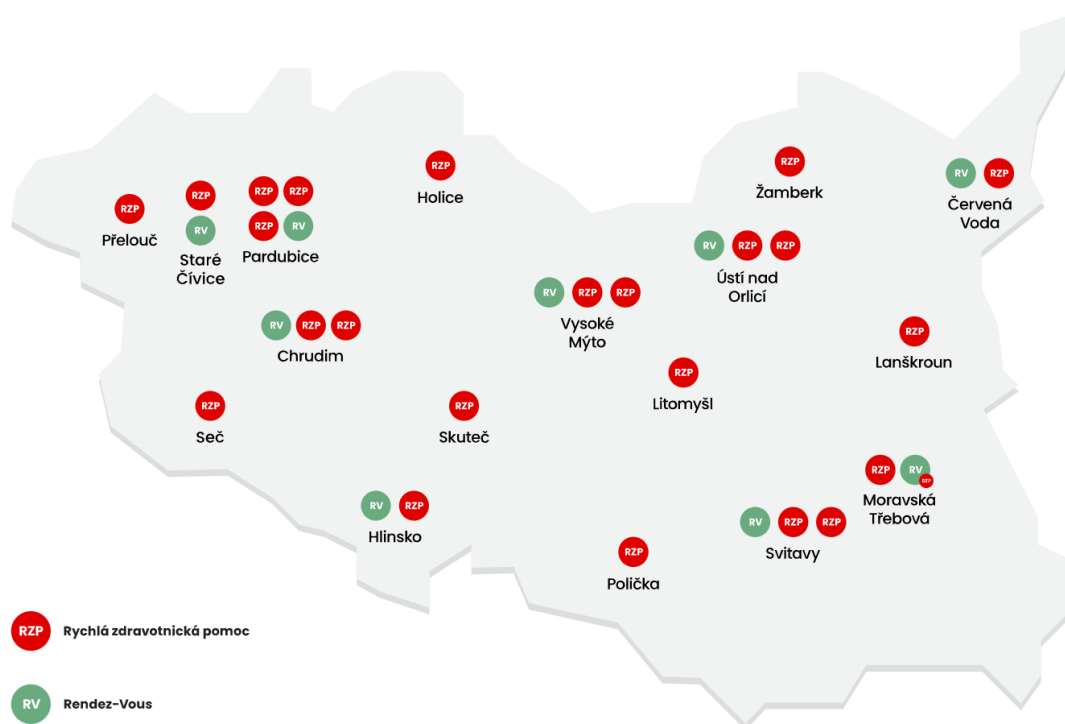 RZP
Holice
RZP
Žamberk
RV RZP
Červená
Voda
RZP
Přelouč
RZP
RV
Staré
Čívice
RZP RZP
RZP RV
Pardubice
RV RZP RZP
Ústí nad
Orlicí
RV RZP RZP
Vysoké
Mýto
RV RZP RZP
Chrudim
RZP
Lanškroun
RZP
Litomyšl
RZP
Seč
RZP
Skuteč
RZP RV RZP
Moravská
Třebová
RV RZP
Hlinsko
RV RZP RZP
Svitavy
RZP
Polička
RZP Rychlá zdravotnická pomoc
RV Rendez-Vous